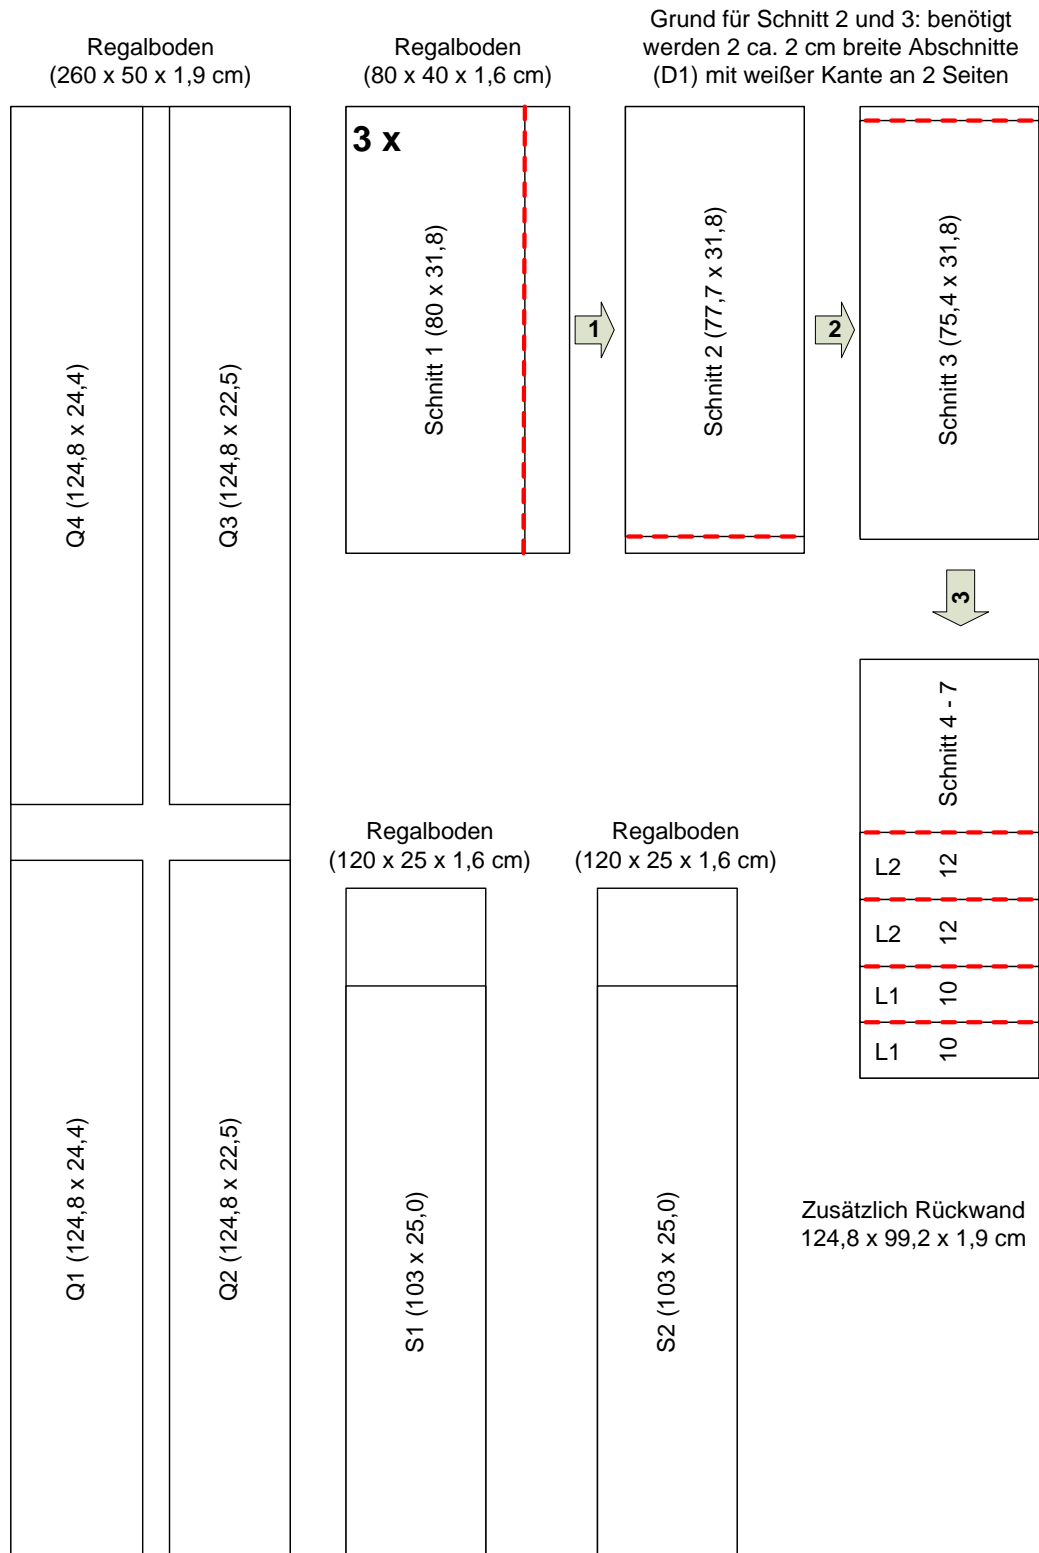 Regalboden
(260 x 50 x 1,9 cm)
Regalboden
(80 x 40 x 1,6 cm)
Grund für Schnitt 2 und 3: benötigt
werden 2 ca. 2 cm breite Abschnitte
(D1) mit weißer Kante an 2 Seiten
Q4 (124,8 x 24,4)
Q3 (124,8 x 22,5)
3 x
Schnitt 1 (80 x 31,8)
1
Schnitt 2 (77,7 x 31,8)
2
Schnitt 3 (75,4 x 31,8)
3
Schnitt 4 - 7
L2 12
L2 12
L1 10
L1 10
Regalboden
(120 x 25 x 1,6 cm)
Regalboden
(120 x 25 x 1,6 cm)
Q1 (124,8 x 24,4)
Q2 (124,8 x 22,5)
S1 (103 x 25,0)
S2 (103 x 25,0)
Zusätzlich Rückwand
124,8 x 99,2 x 1,9 cm